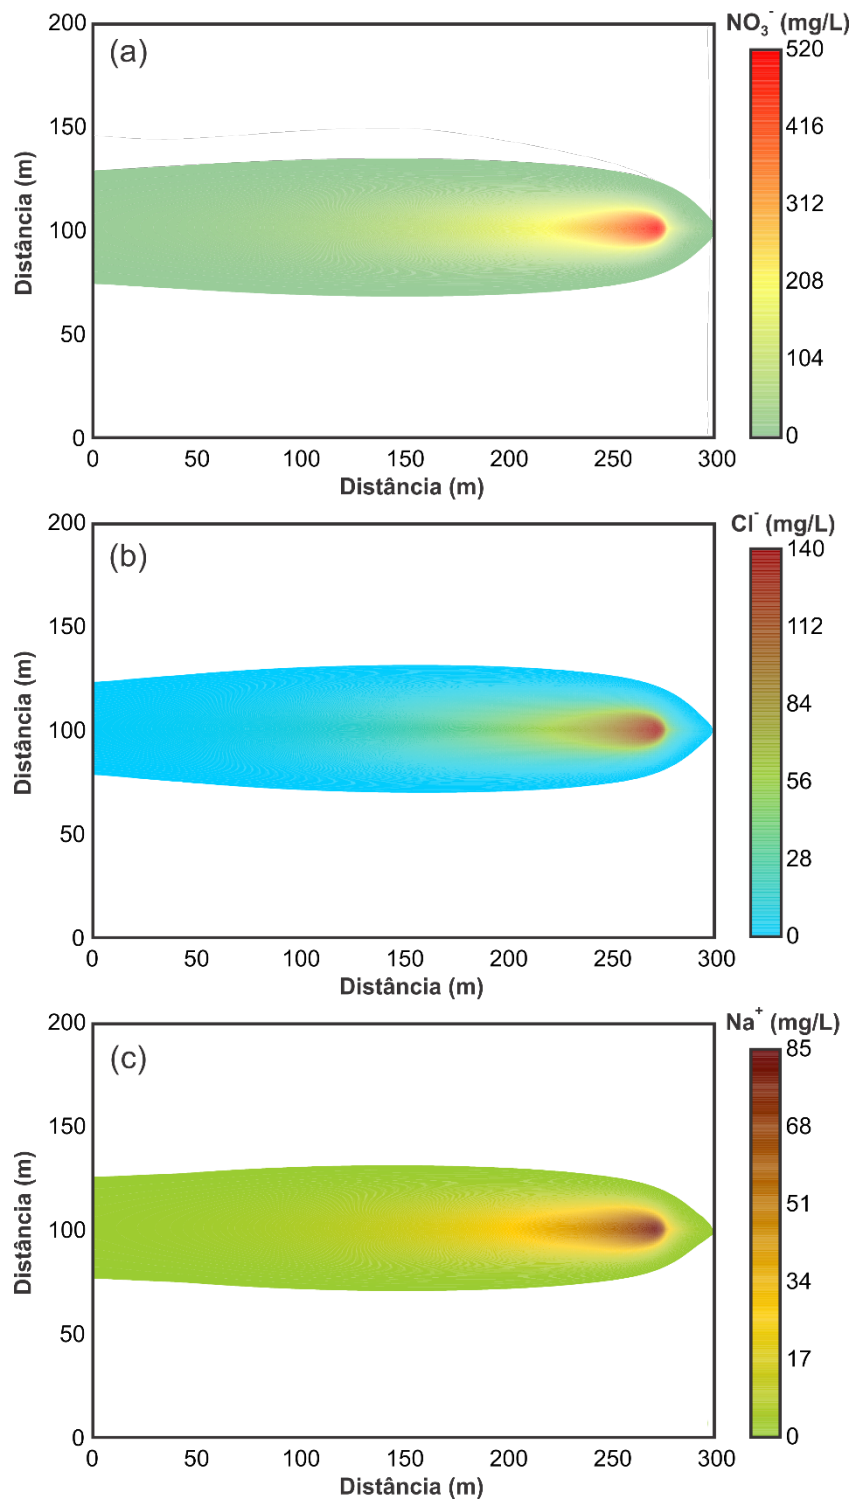 NO₃⁻ (mg/L)
(a)
200
150
100
50
0
Distância (m)
0 50 100 150 200 250 300
Distância (m)
520
416
312
208
104
0
Cl⁻ (mg/L)
(b)
200
150
100
50
0
Distância (m)
0 50 100 150 200 250 300
Distância (m)
140
112
84
56
28
0
Na⁺ (mg/L)
(c)
200
150
100
50
0
Distância (m)
0 50 100 150 200 250 300
Distância (m)
85
68
51
34
17
0